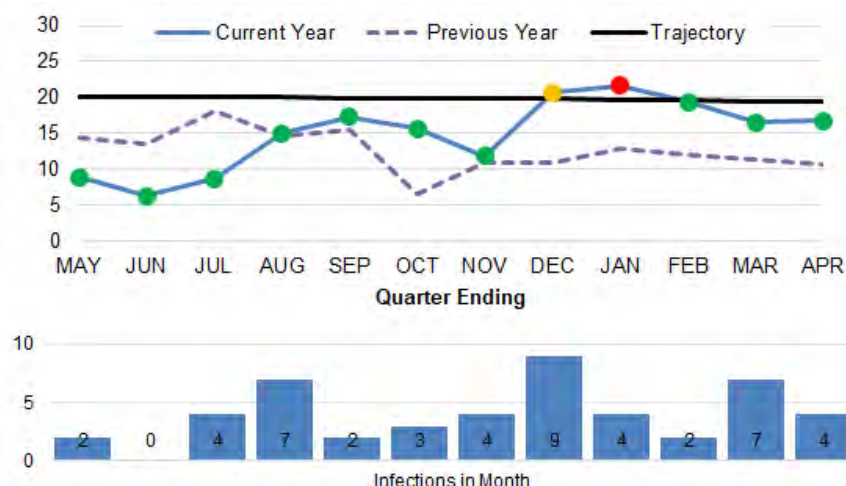 30
Current Year Previous Year Trajectory
25
20
15
10
5
0
MAY JUN JUL AUG SEP OCT NOV DEC JAN FEB MAR APR
Quarter Ending
10
5
2 0 4 7 2 3 4 9 4 2 7 4
0
Infections in Month